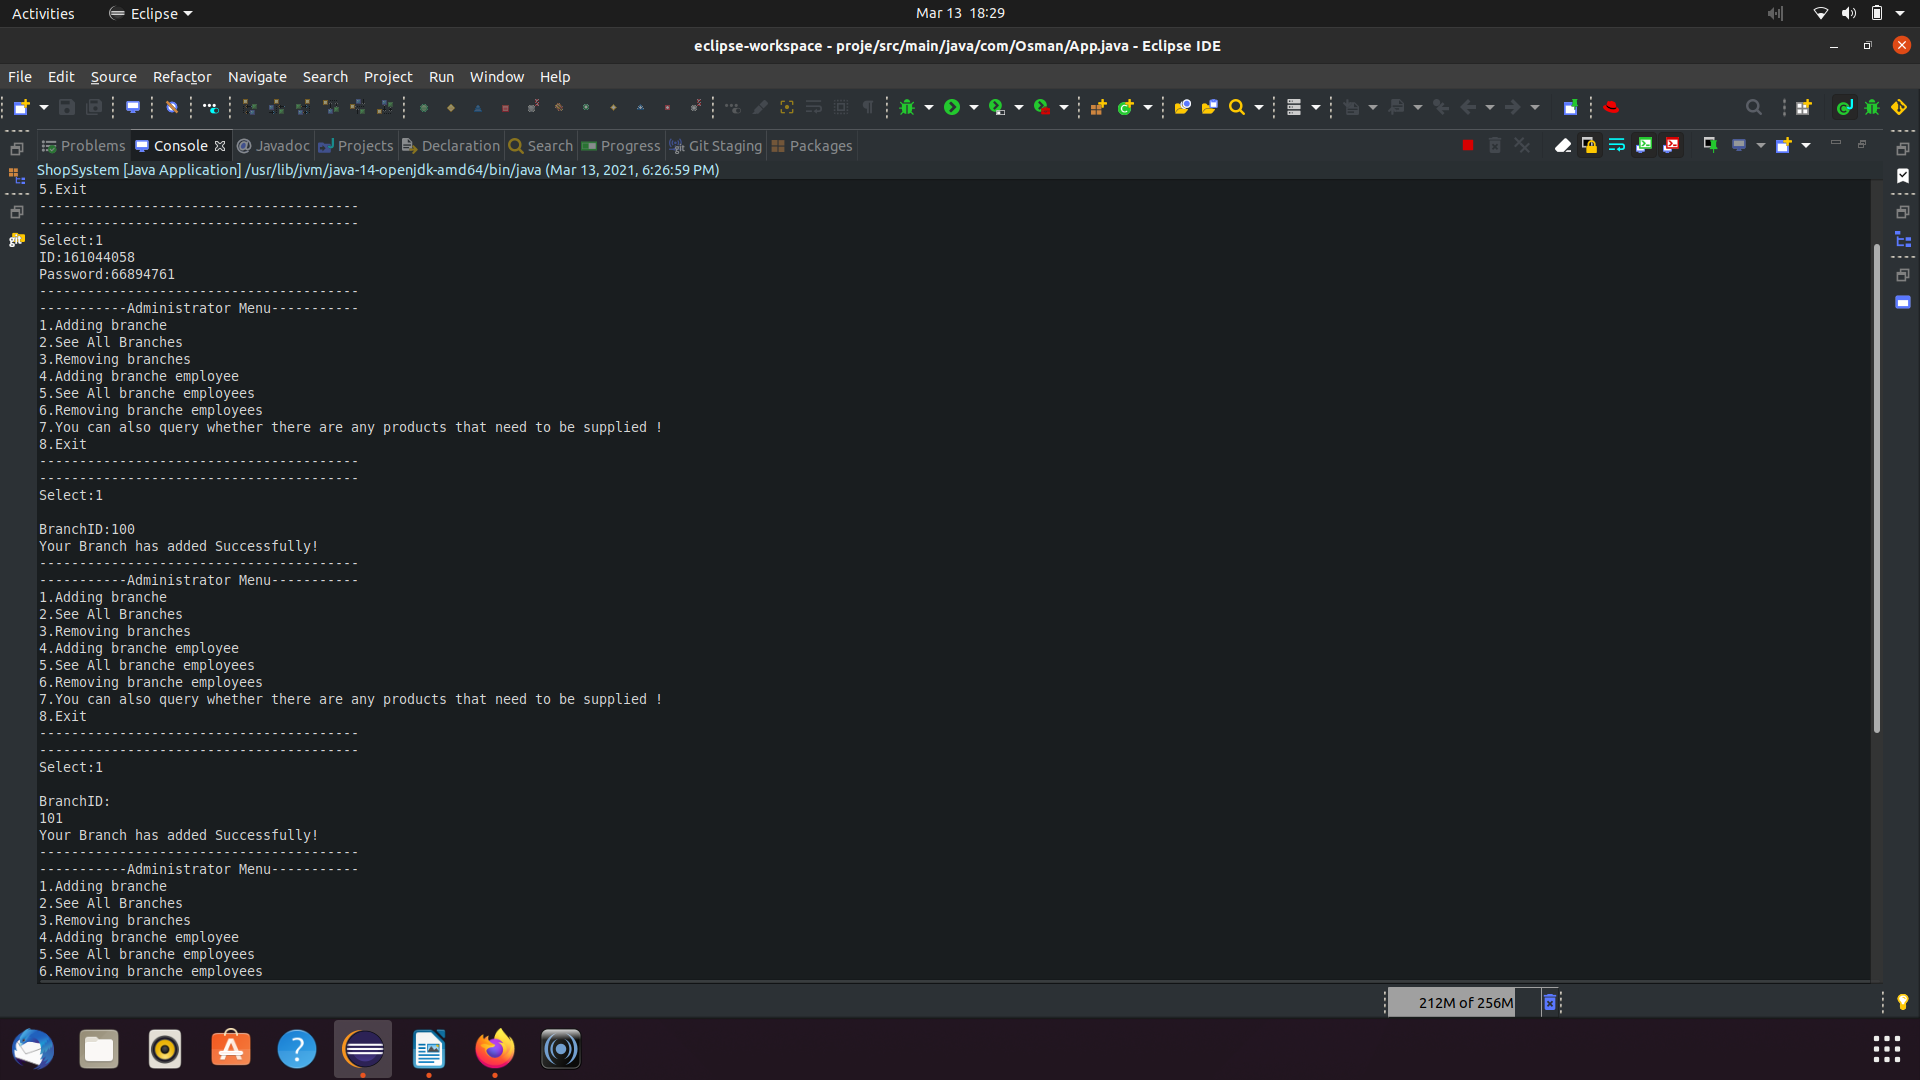 Activities
Eclipse
Mar 13 18:29
eclipse-workspace - proje/src/main/java/com/Osman/App.java - Eclipse IDE
File Edit Source Refactor Navigate Search Project Run Window Help
Problems Console Javadoc Projects Declaration Search Progress Git Staging Packages
ShopSystem [Java Application] /usr/lib/jvm/java-14-openjdk-amd64/bin/java (Mar 13, 2021, 6:26:59 PM)
5.Exit
----------------------------------------
----------------------------------------
Select:1
ID:161044058
Password:66894761
----------------------------------------
-----------Administrator Menu-----------
1.Adding branche
2.See All Branches
3.Removing branches
4.Adding branche employee
5.See All branche employees
6.Removing branche employees
7.You can also query whether there are any products that need to be supplied !
8.Exit
----------------------------------------
----------------------------------------
Select:1
BranchID:100
Your Branch has added Successfully!
----------------------------------------
-----------Administrator Menu-----------
1.Adding branche
2.See All Branches
3.Removing branches
4.Adding branche employee
5.See All branche employees
6.Removing branche employees
7.You can also query whether there are any products that need to be supplied !
8.Exit
----------------------------------------
----------------------------------------
Select:1
BranchID:
101
Your Branch has added Successfully!
----------------------------------------
-----------Administrator Menu-----------
1.Adding branche
2.See All Branches
3.Removing branches
4.Adding branche employee
5.See All branche employees
6.Removing branche employees
212M of 256M